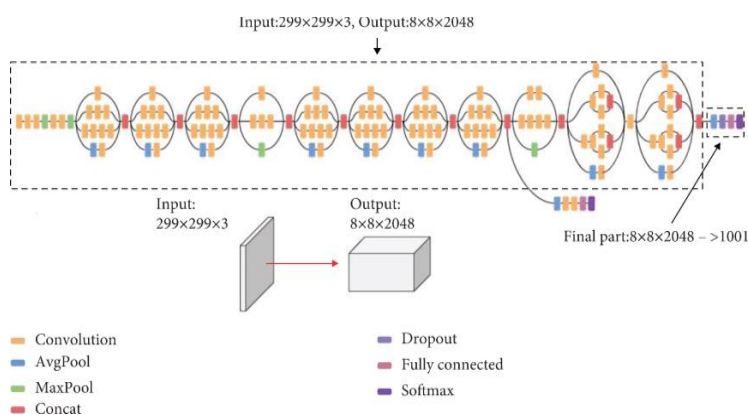 Input:299×299×3, Output:8×8×2048
Input:
299×299×3
Output:
8×8×2048
Final part:8×8×2048 – >1001
Convolution
AvgPool
MaxPool
Concat
Dropout
Fully connected
Softmax